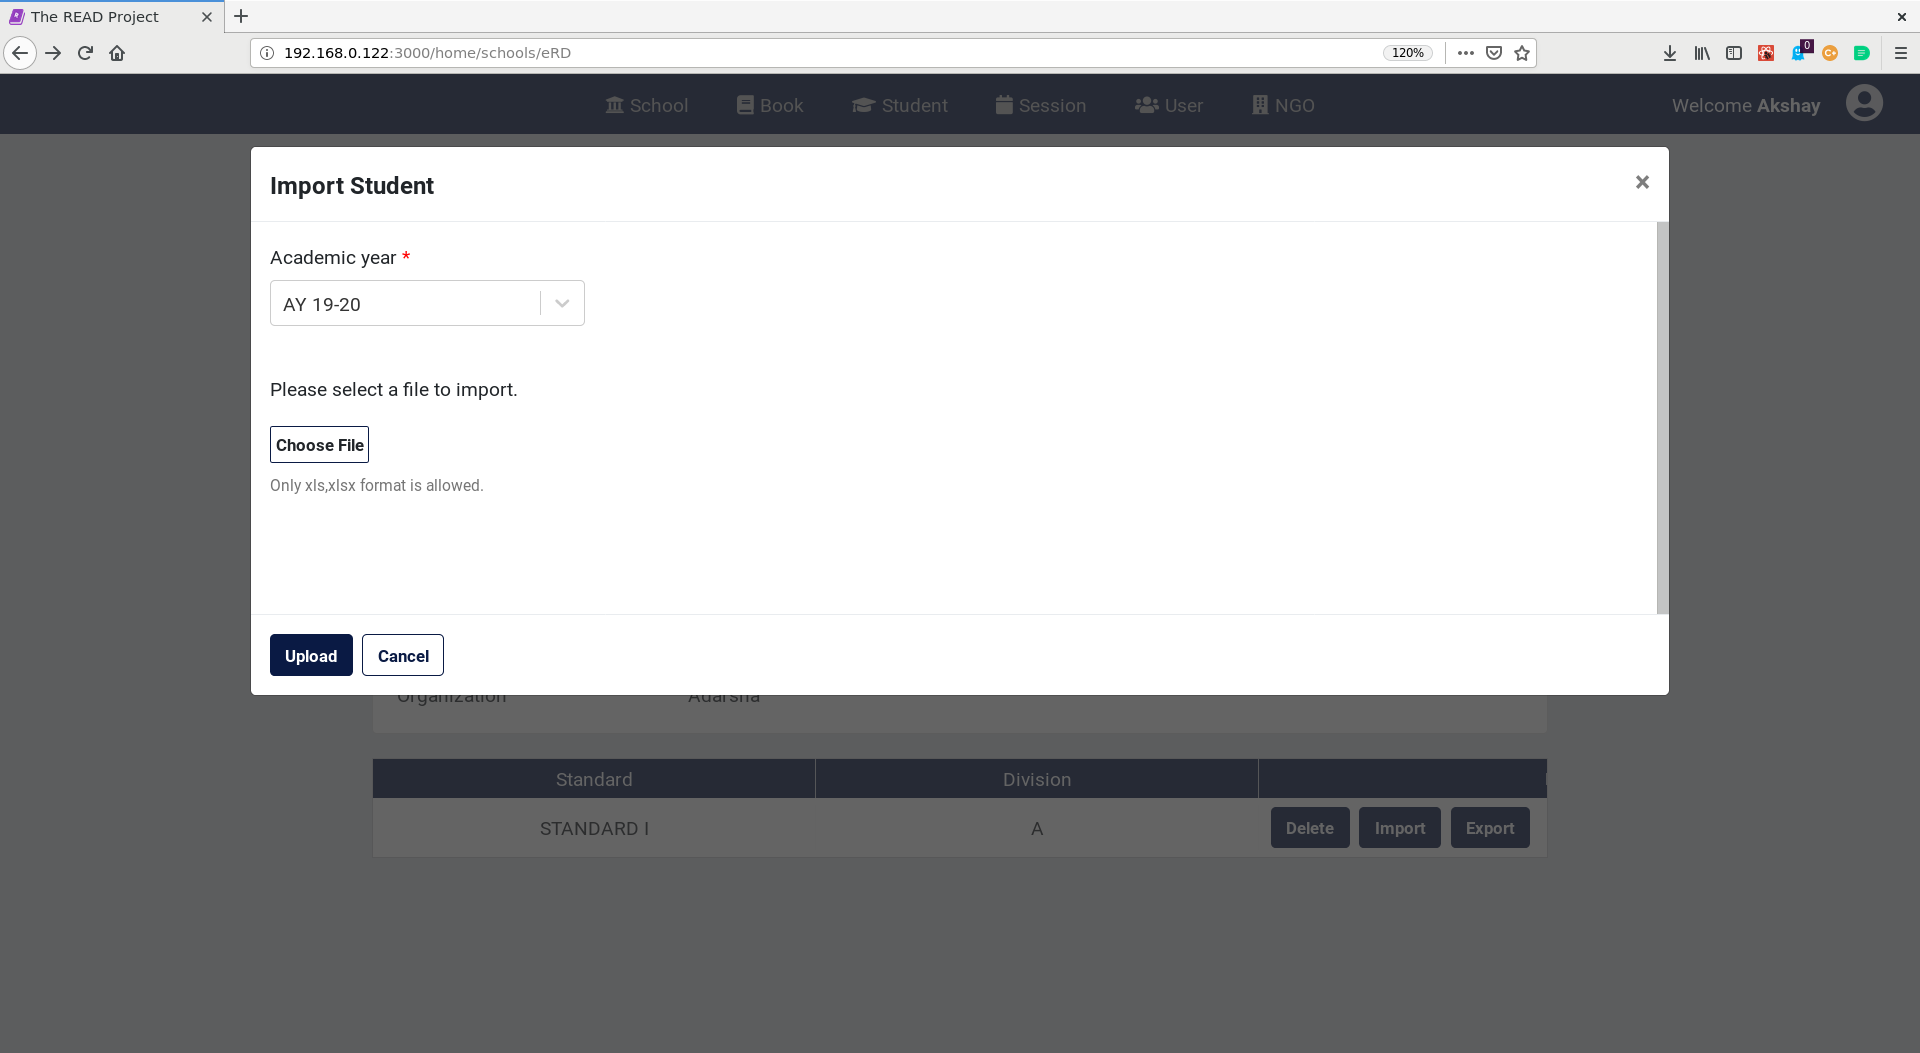 The READ Project
192.168.0.122:3000/home/schools/eRD
120%
0
C+
School
Book
Student
Session
User
NGO
Welcome Akshay
Import Student
Academic year *
AY 19-20
Please select a file to import.
Choose File
Only xls,xlsx format is allowed.
Upload
Cancel
Organization
Adarsha
Standard
Division
STANDARD I
A
Delete
Import
Export